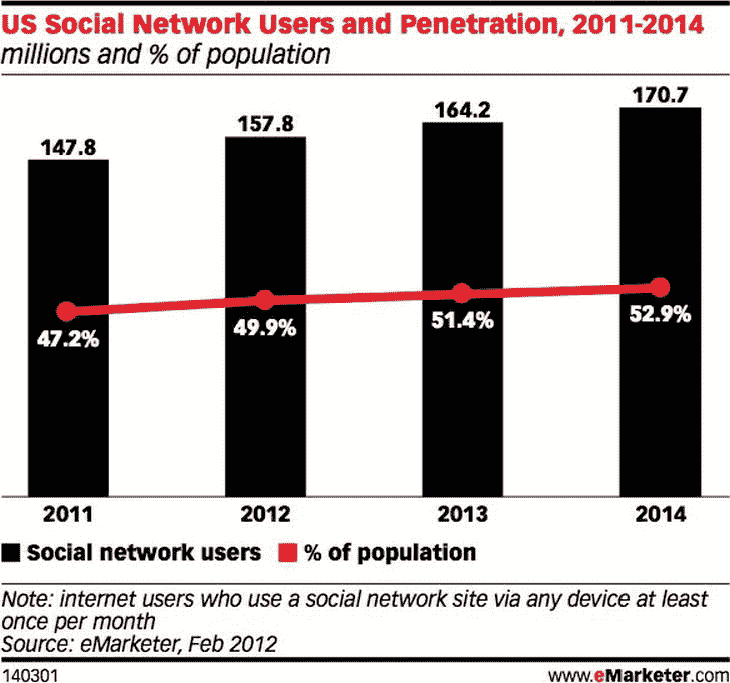 US Social Network Users and Penetration, 2011-2014
millions and % of population
147.8
157.8
164.2
170.7
47.2%
49.9%
51.4%
52.9%
2011
2012
2013
2014
Social network users
% of population
Note: internet users who use a social network site via any device at least
once per month
Source: eMarketer, Feb 2012
140301
www.eMarketer.com